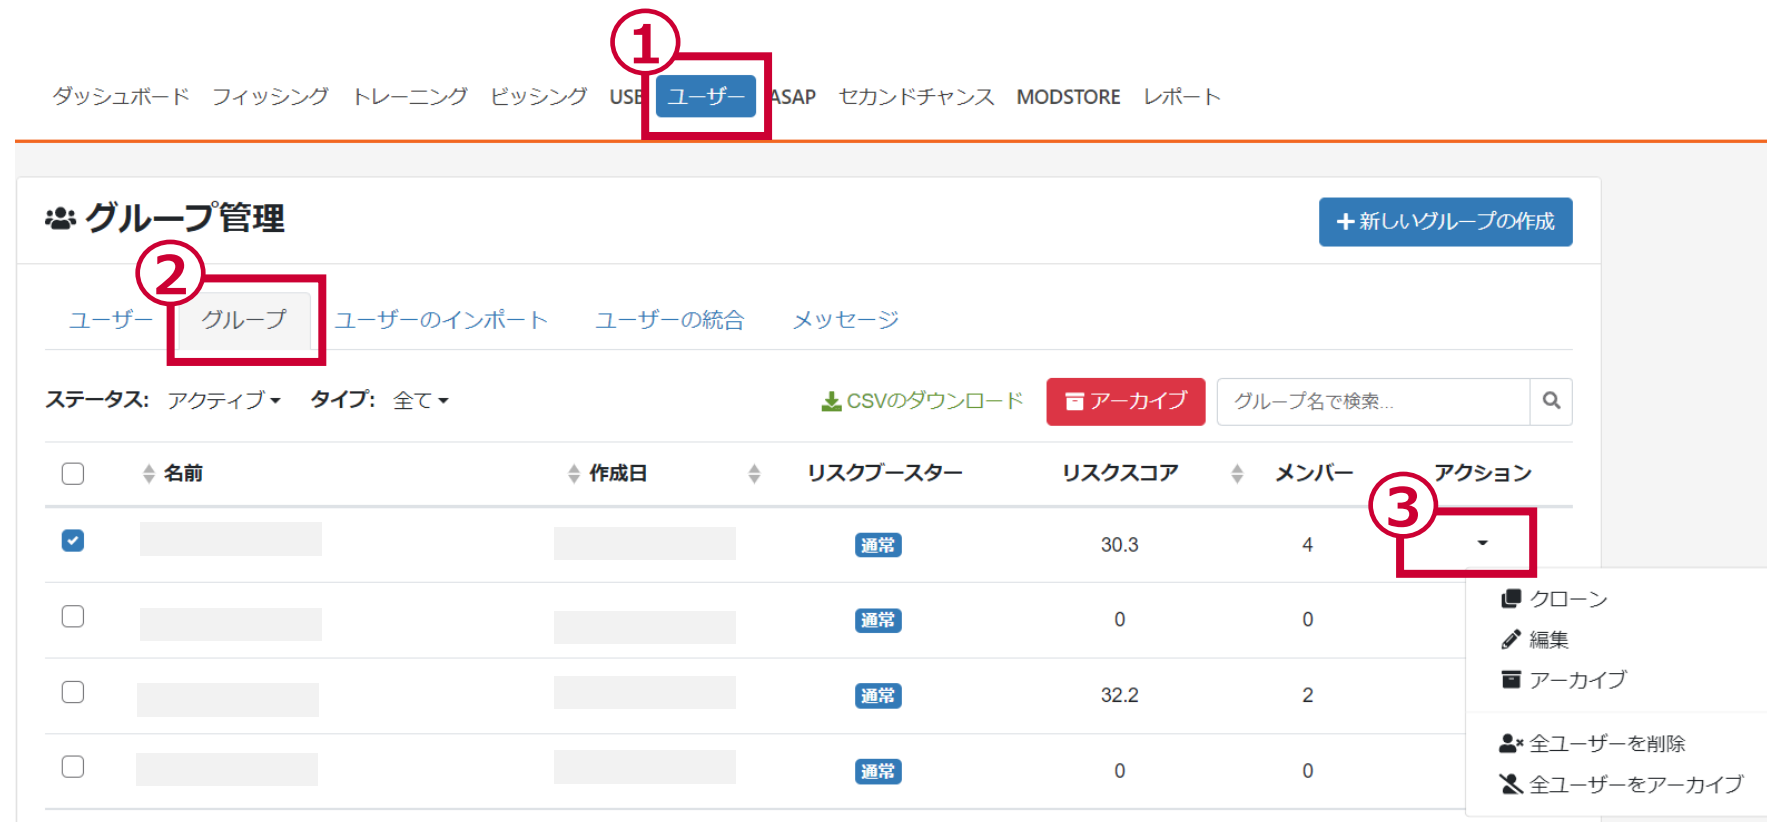 ①
ダッシュボード フィッシング トレーニング ビッシング USB ユーザー ASAP セカンドチャンス MODSTORE レポート
グループ管理
+新しいグループの作成
②
ユーザー グループ ユーザーのインポート ユーザーの統合 メッセージ
ステータス: アクティブ タイプ: 全て CSVのダウンロード アーカイブ グループ名で検索...
名前 作成日 リスクブースター リスクスコア メンバー アクション
③
通常 30.3 4
通常 0 0
通常 32.2 2
通常 0 0
クローン
編集
アーカイブ
全ユーザーを削除
全ユーザーをアーカイブ